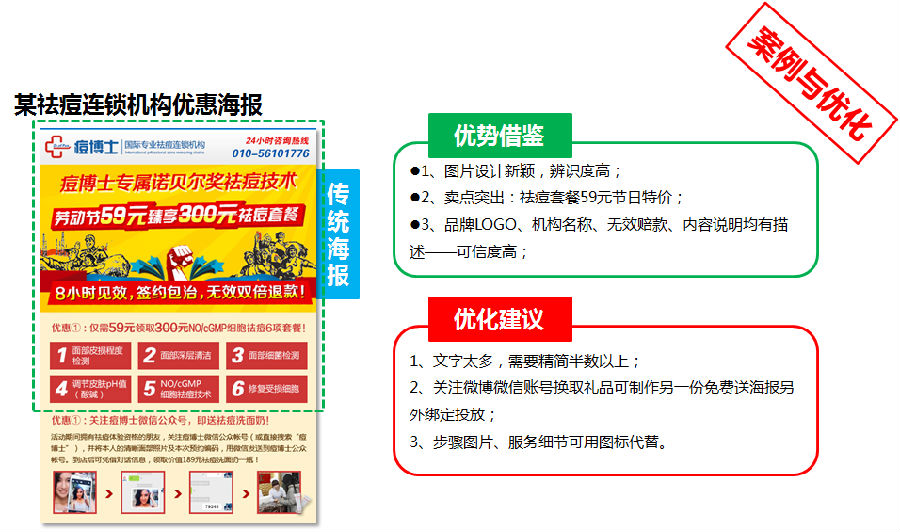 案例与优化
某祛痘连锁机构优惠海报
痘博士
国际专业祛痘连锁机构
24小时咨询热线
010-56101776
痘博士专属诺贝尔奖祛痘技术
劳动节59元臻享300元祛痘套餐
8小时见效，签约包治，无效双倍退款！
优惠①：仅需59元领取300元NO/cGMP细胞祛痘6项套餐！
1 面部皮损程度
检测
2 面部深层清洁
3 面部细菌检测
4 调节皮肤pH值
（酸碱）
5 NO/cGMP
细胞祛痘技术
6 修复受损细胞
优惠①：关注痘博士微信公众号，即送祛痘洗面奶！
活动期间拥有祛痘体验资格的朋友，关注痘博士微信公众帐号（或直接搜索“痘
博士”），并将本人的清晰面部照片及本次预约编码，用微信发送到痘博士公众
帐号。到店后可凭借对话信息，领取价值189元祛痘洗面奶一瓶！
传统海报
优势借鉴
●1、图片设计新颖，辨识度高；
●2、卖点突出：祛痘套餐59元节日特价；
●3、品牌LOGO、机构名称、无效赔款、内容说明均有描
述——可信度高；
优化建议
1、文字太多，需要精简半数以上；
2、关注微博微信账号换取礼品可制作另一份免费送海报另
外绑定投放；
3、步骤图片、服务细节可用图标代替。